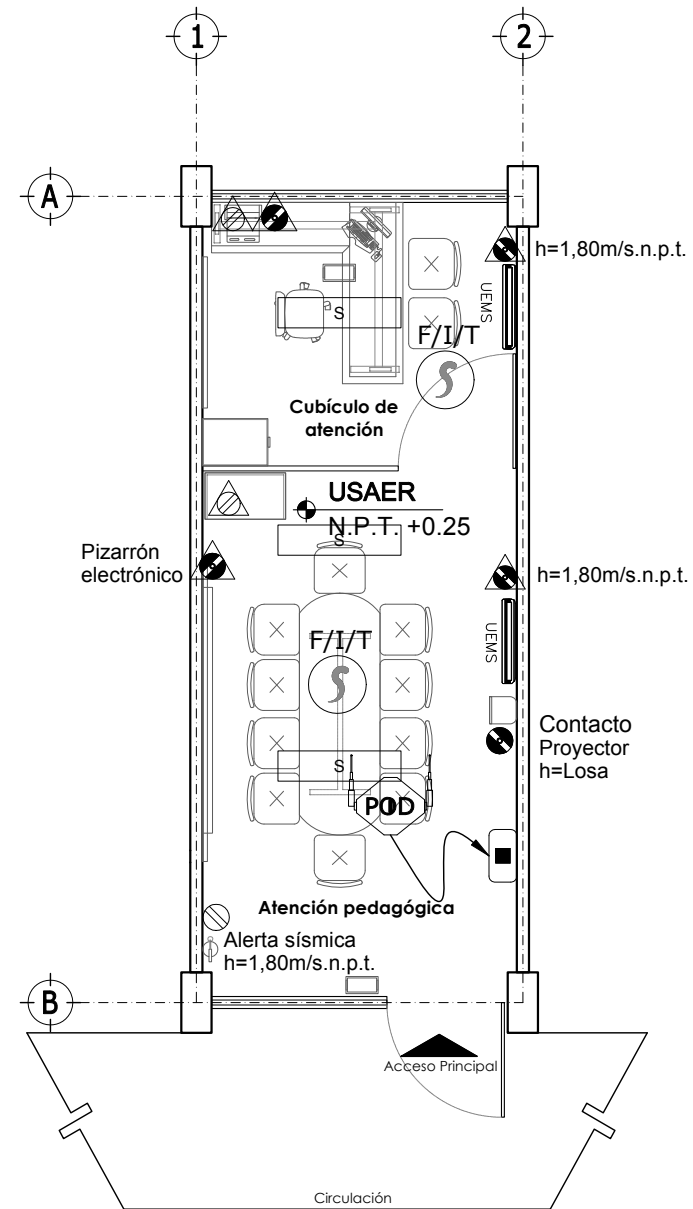 1
2
A
h=1,80m/s.n.p.t.
UEMS
S
F/I/T
Cubículo de
atención
USAER
N.P.T. +0.25
S
Pizarrón
electrónico
h=1,80m/s.n.p.t.
F/I/T
UEMS
Contacto
Proyector
h=Losa
S
POD
Atención pedagógica
Alerta sísmica
h=1,80m/s.n.p.t.
B
Acceso Principal
Circulación